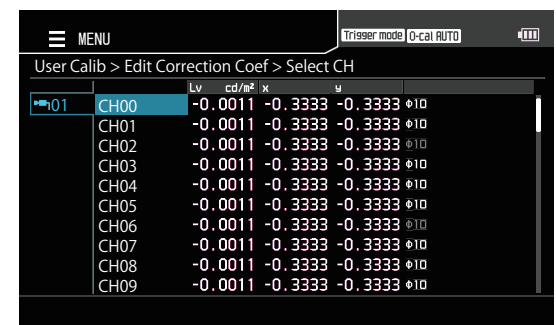 MENU Trigger mode 0-cal AUTO
User Calib > Edit Correction Coef > Select CH
Lv cd/m² x y
01 CH00 -0.0011 -0.3333 -0.3333 Φ10
CH01 -0.0011 -0.3333 -0.3333 Φ10
CH02 -0.0011 -0.3333 -0.3333 Φ10
CH03 -0.0011 -0.3333 -0.3333 Φ10
CH04 -0.0011 -0.3333 -0.3333 Φ10
CH05 -0.0011 -0.3333 -0.3333 Φ10
CH06 -0.0011 -0.3333 -0.3333 Φ10
CH07 -0.0011 -0.3333 -0.3333 Φ10
CH08 -0.0011 -0.3333 -0.3333 Φ10
CH09 -0.0011 -0.3333 -0.3333 Φ10